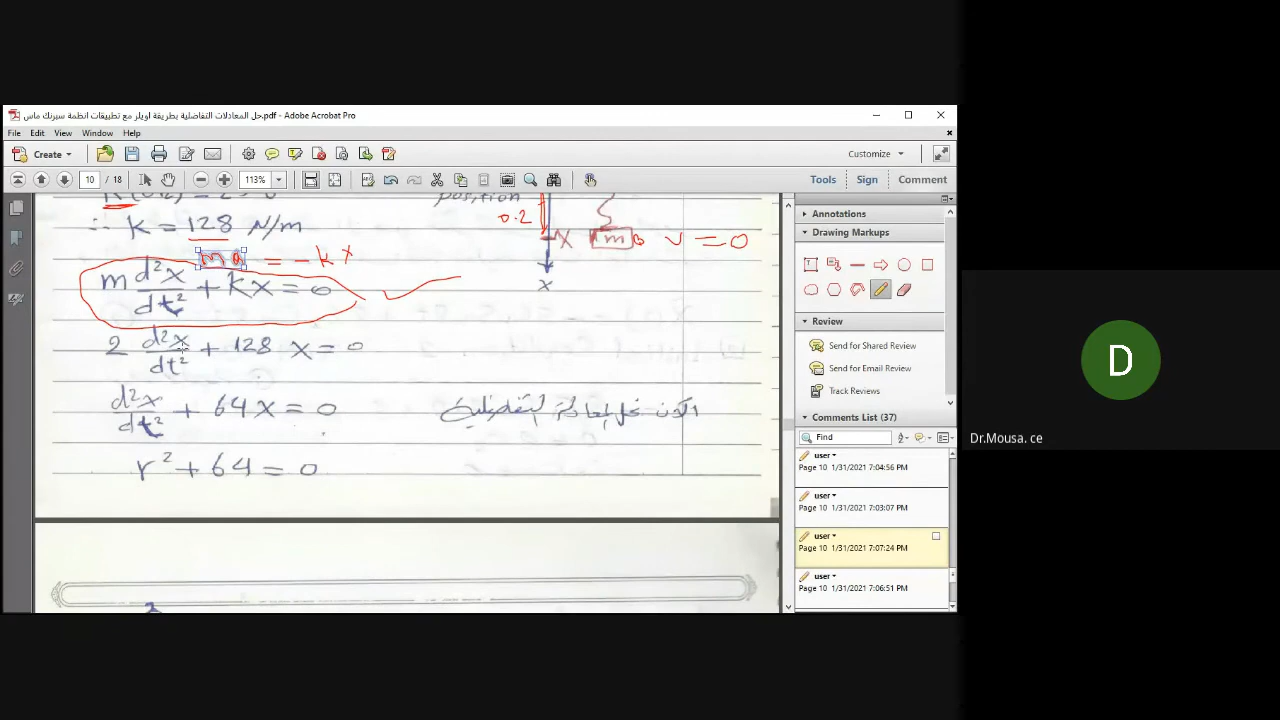 حل المعادلات التفاضلية بطريقة اويلر مع تطبيقات انظمة سبرنك ماس.pdf - Adobe Acrobat Pro
File Edit View Window Help
Create Customize
10 / 18 113% Tools Sign Comment
position
0.2
∴ k = 128 N/m
x m v = 0
ma = - k x
x
m d²x/dt² + kx = 0
2 d²x/dt² + 128 x = 0
d²x/dt² + 64x = 0
r² + 64 = 0
Annotations
Drawing Markups
T
Review
Send for Shared Review
Send for Email Review
Track Reviews
Comments List (37)
Find
user
Page 10 1/31/2021 7:04:56 PM
user
Page 10 1/31/2021 7:03:07 PM
user
Page 10 1/31/2021 7:07:24 PM
user
Page 10 1/31/2021 7:06:51 PM
D
Dr.Mousa. ce